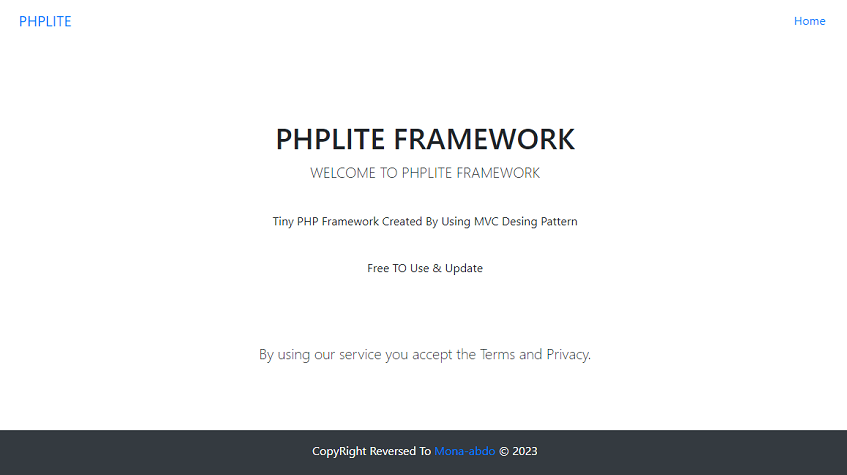 PHPLITE
Home
PHPLITE FRAMEWORK
WELCOME TO PHPLITE FRAMEWORK
Tiny PHP Framework Created By Using MVC Desing Pattern
Free TO Use & Update
By using our service you accept the Terms and Privacy.
CopyRight Reversed To Mona-abdo © 2023